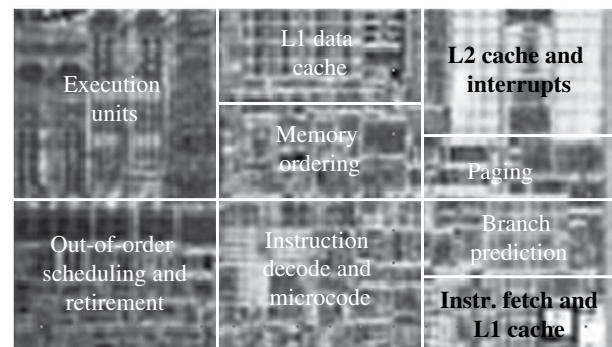 Execution
units
L1 data
cache
L2 cache and
interrupts
Memory
ordering
Paging
Out-of-order
scheduling and
retirement
Instruction
decode and
microcode
Branch
prediction
Instr. fetch and
L1 cache